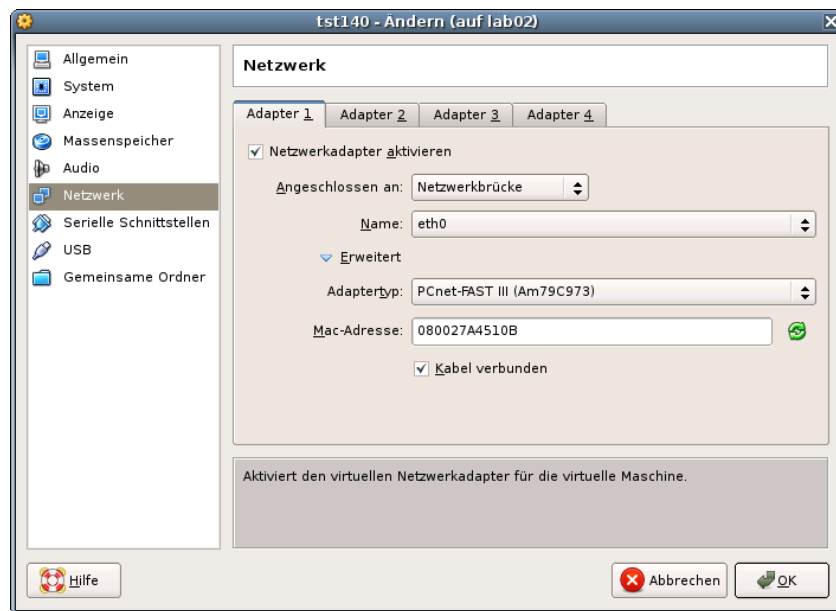 tst140 - Ändern (auf lab02)
Allgemein
System
Anzeige
Massenspeicher
Audio
Netzwerk
Serielle Schnittstellen
USB
Gemeinsame Ordner
Netzwerk
Adapter 1 Adapter 2 Adapter 3 Adapter 4
Netzwerkadapter aktivieren
Angeschlossen an: Netzwerkbrücke
Name: eth0
Erweitert
Adaptertyp: PCnet-FAST III (Am79C973)
Mac-Adresse: 080027A4510B
Kabel verbunden
Aktiviert den virtuellen Netzwerkadapter für die virtuelle Maschine.
Hilfe Abbrechen OK